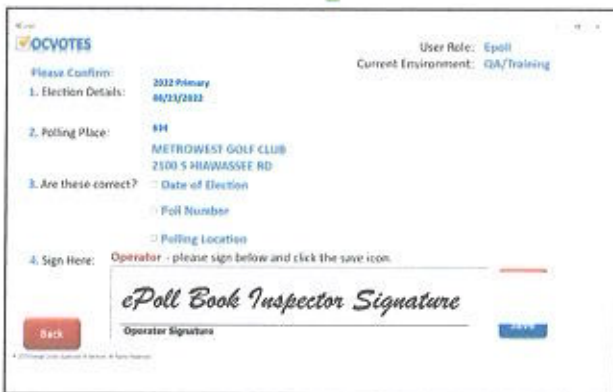 OCVOTES
User Role: Epoll
Current Environment: QA/Training
Please Confirm:
1. Election Details:
2022 Primary
08/23/2022
2. Polling Place:
METROWEST GOLF CLUB
2100 S HIAWASSEE RD
3. Are these correct?
Date of Election
Poll Number
Polling Location
4. Sign Here:
Operator - please sign below and click the save icon.
ePoll Book Inspector Signature
Operator Signature
Back
Save